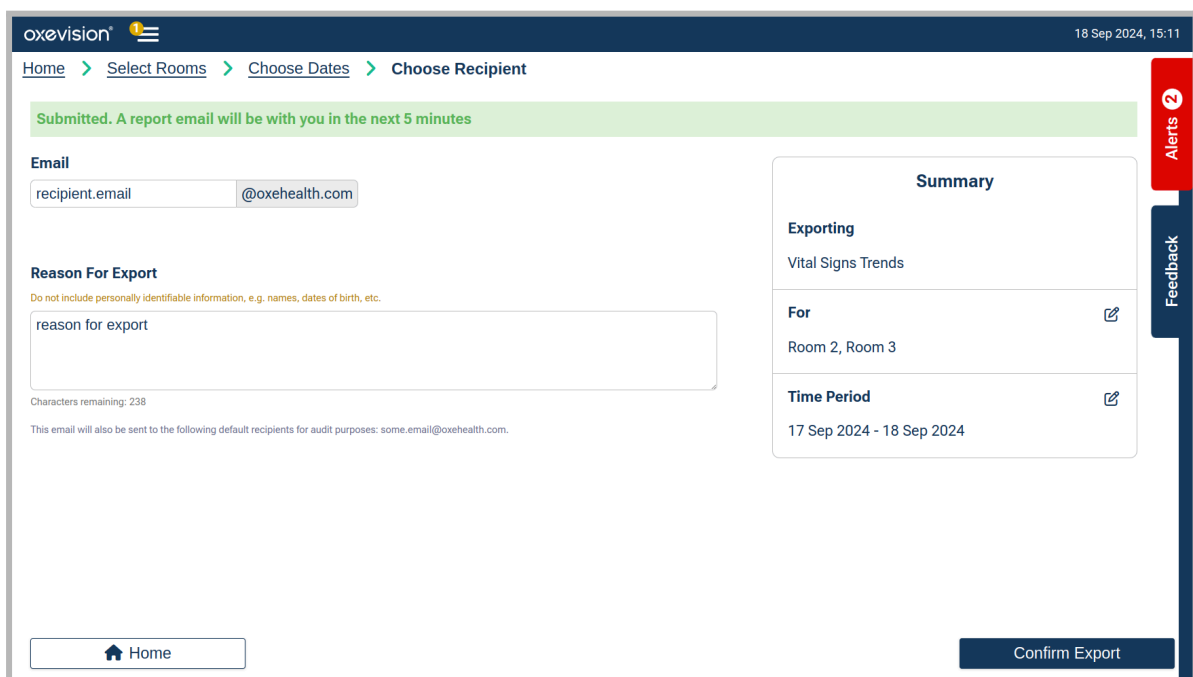 oxevision® 1 18 Sep 2024, 15:11
Home > Select Rooms > Choose Dates > Choose Recipient
Submitted. A report email will be with you in the next 5 minutes
Email
recipient.email @oxehealth.com
Reason For Export
Do not include personally identifiable information, e.g. names, dates of birth, etc.
reason for export
Characters remaining: 238
This email will also be sent to the following default recipients for audit purposes: some.email@oxehealth.com.
Summary
Exporting
Vital Signs Trends
For
Room 2, Room 3
Time Period
17 Sep 2024 - 18 Sep 2024
Alerts 2
Feedback
Home
Confirm Export